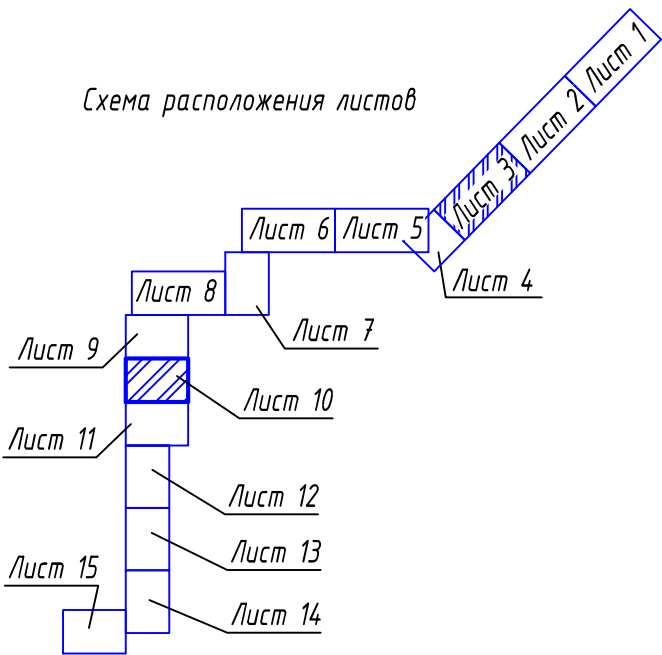 Схема расположения листов
Лист 1
Лист 2
Лист 3
Лист 4
Лист 5
Лист 6
Лист 7
Лист 8
Лист 9
Лист 10
Лист 11
Лист 12
Лист 13
Лист 14
Лист 15